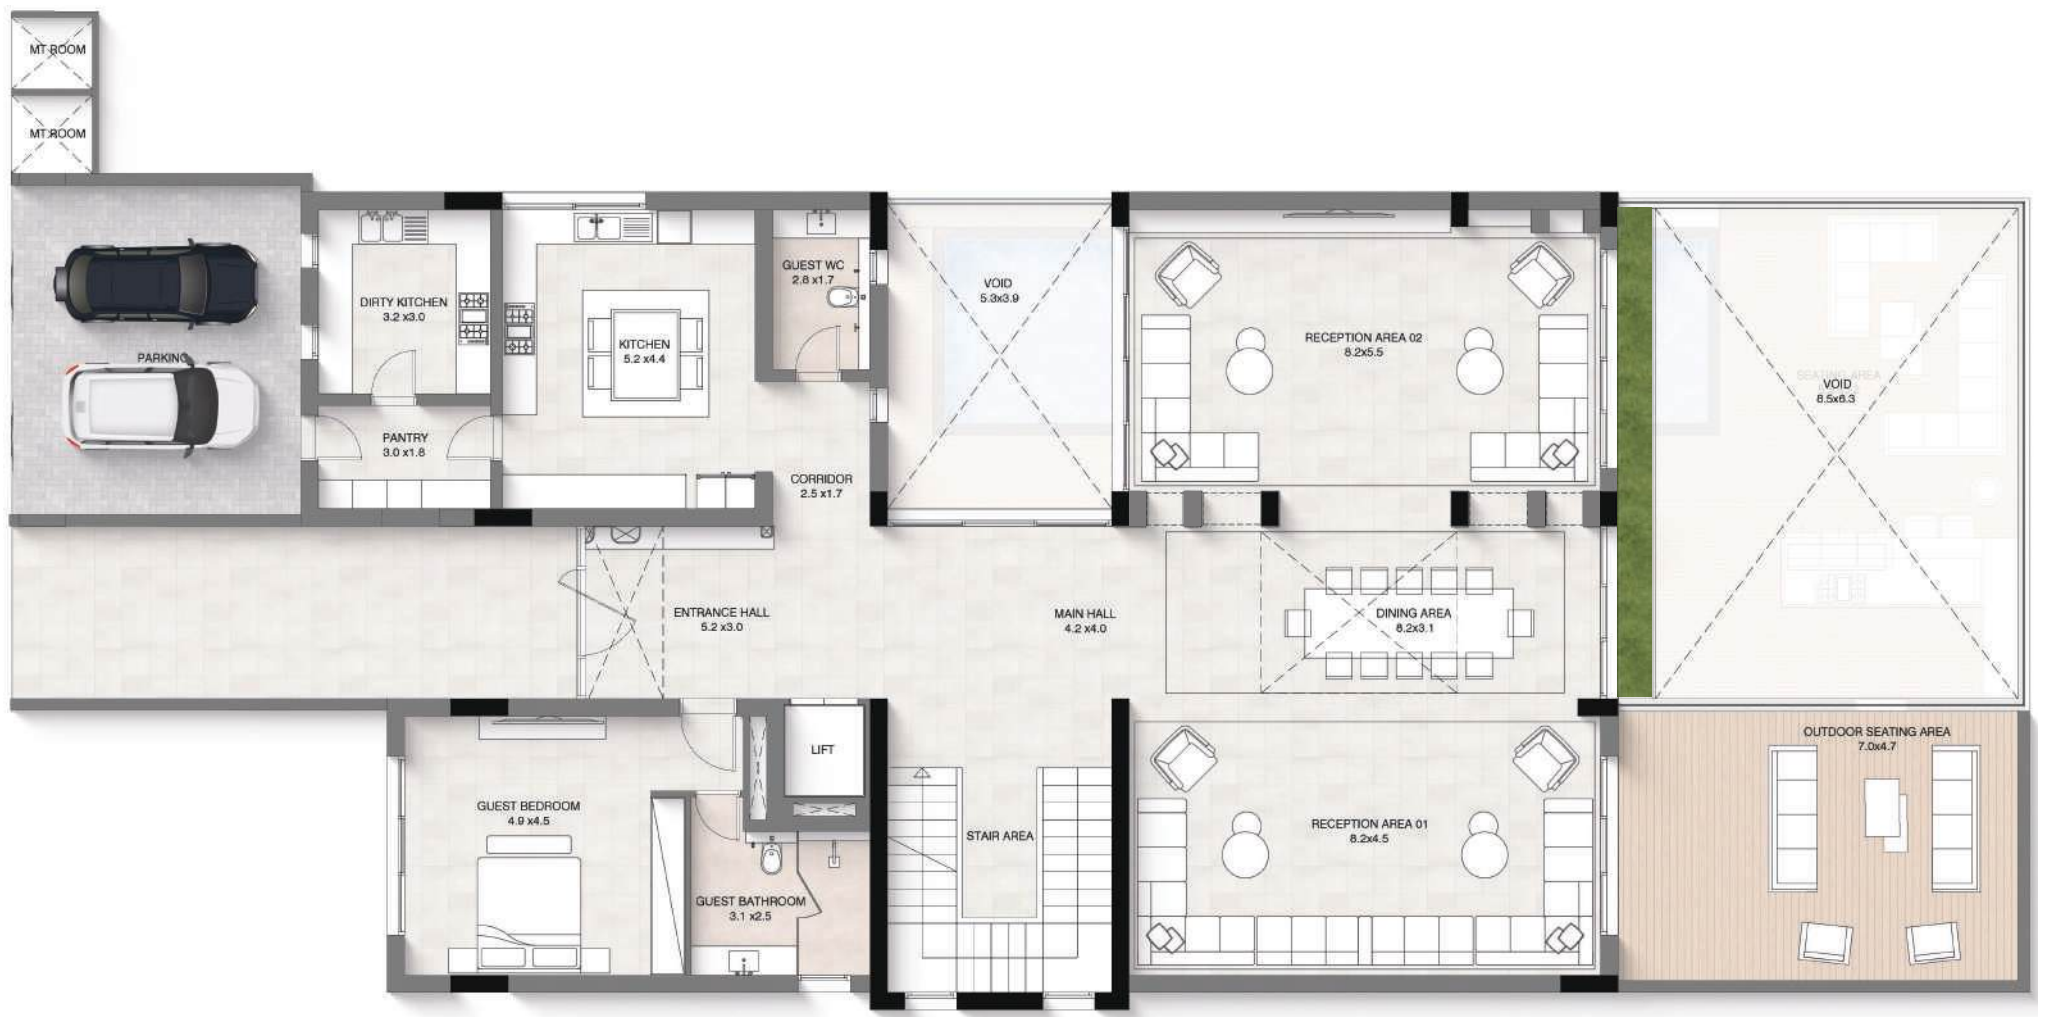 MT ROOM
MT ROOM
PARKING
DIRTY KITCHEN
3.2 x3.0
PANTRY
3.0 x1.8
KITCHEN
5.2 x4.4
GUEST WC
2.8 x1.7
CORRIDOR
2.5 x1.7
VOID
5.3x3.9
RECEPTION AREA 02
8.2x5.5
SEATING AREA
VOID
8.5x6.3
ENTRANCE HALL
5.2 x3.0
MAIN HALL
4.2 x4.0
DINING AREA
8.2x3.1
LIFT
GUEST BEDROOM
4.9 x4.5
GUEST BATHROOM
3.1 x2.5
STAIR AREA
RECEPTION AREA 01
8.2x4.5
OUTDOOR SEATING AREA
7.0x4.7